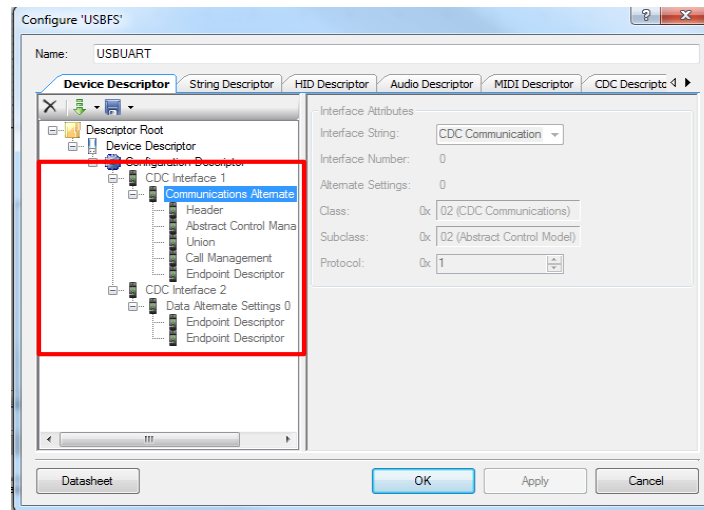 Configure 'USBFS'
Name: USBUART
Device Descriptor String Descriptor HID Descriptor Audio Descriptor MIDI Descriptor CDC Descriptc
Descriptor Root
Device Descriptor
Configuration Descriptor
CDC Interface 1
Communications Alternate
Header
Abstract Control Mana
Union
Call Management
Endpoint Descriptor
CDC Interface 2
Data Alternate Settings 0
Endpoint Descriptor
Endpoint Descriptor
Interface Attributes
Interface String: CDC Communication
Interface Number: 0
Alternate Settings: 0
Class: 0x 02 (CDC Communications)
Subclass: 0x 02 (Abstract Control Model)
Protocol: 0x 1
Datasheet OK Apply Cancel